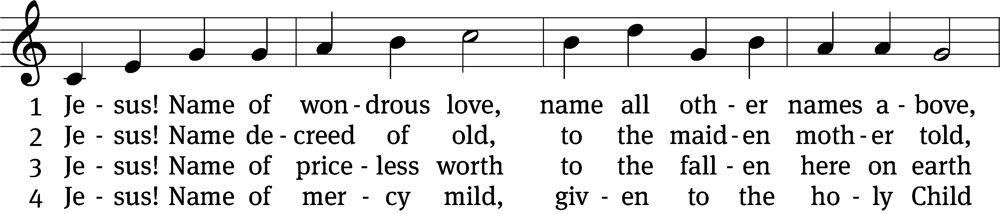 1 Je - sus! Name of won - drous love, name all oth - er names a - bove,
2 Je - sus! Name de - creed of old, to the maid - en moth - er told,
3 Je - sus! Name of price - less worth to the fall - en here on earth
4 Je - sus! Name of mer - cy mild, giv - en to the ho - ly Child